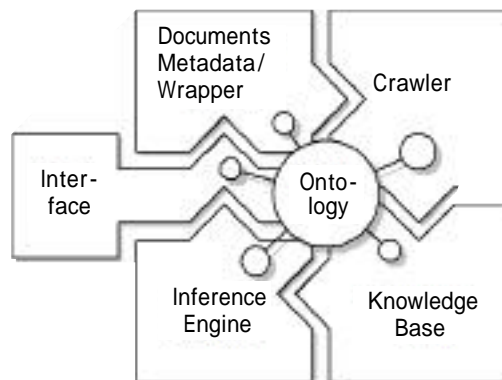 Documents
Metadata/
Wrapper
Crawler
Inter-
face
Onto-
logy
Inference
Engine
Knowledge
Base